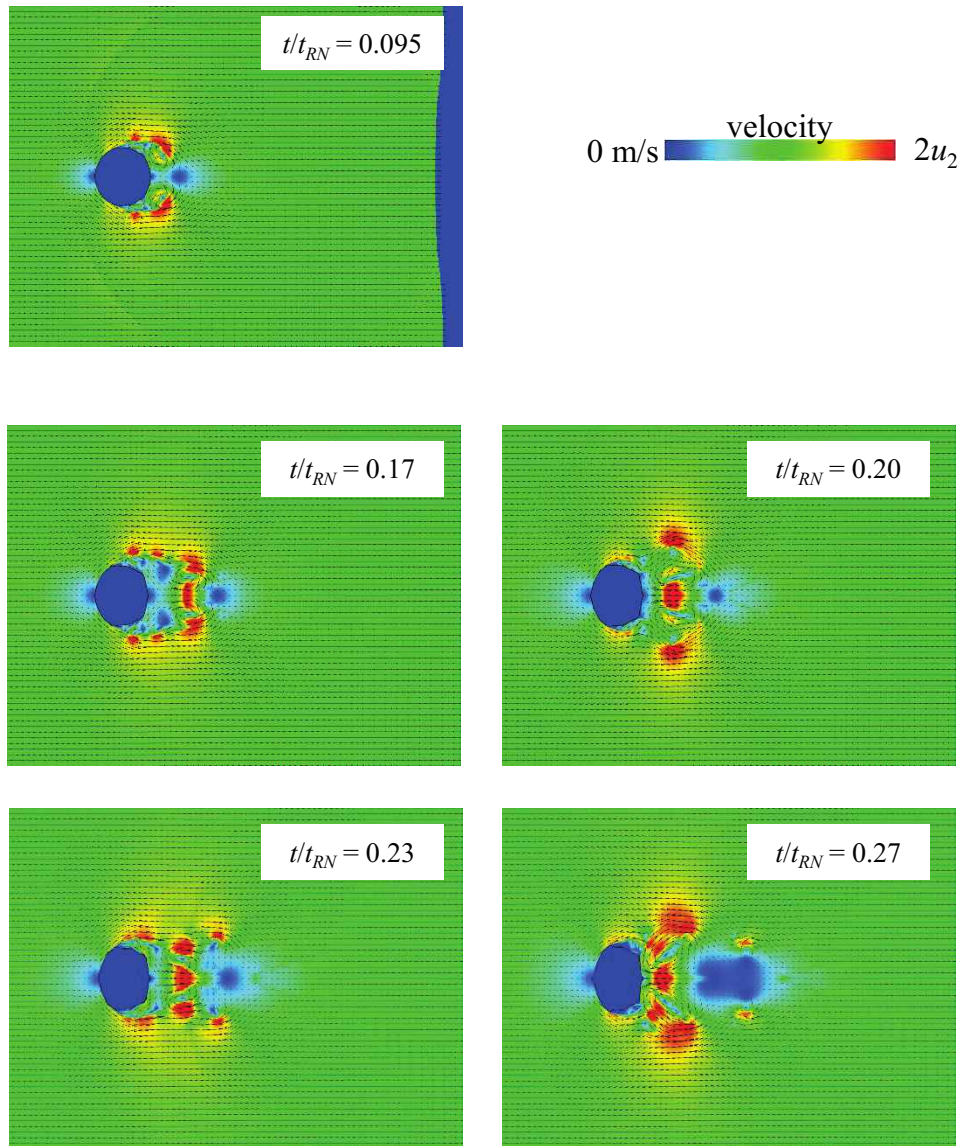 t/t_RN = 0.095
velocity
0 m/s 2u_2
t/t_RN = 0.17
t/t_RN = 0.20
t/t_RN = 0.23
t/t_RN = 0.27